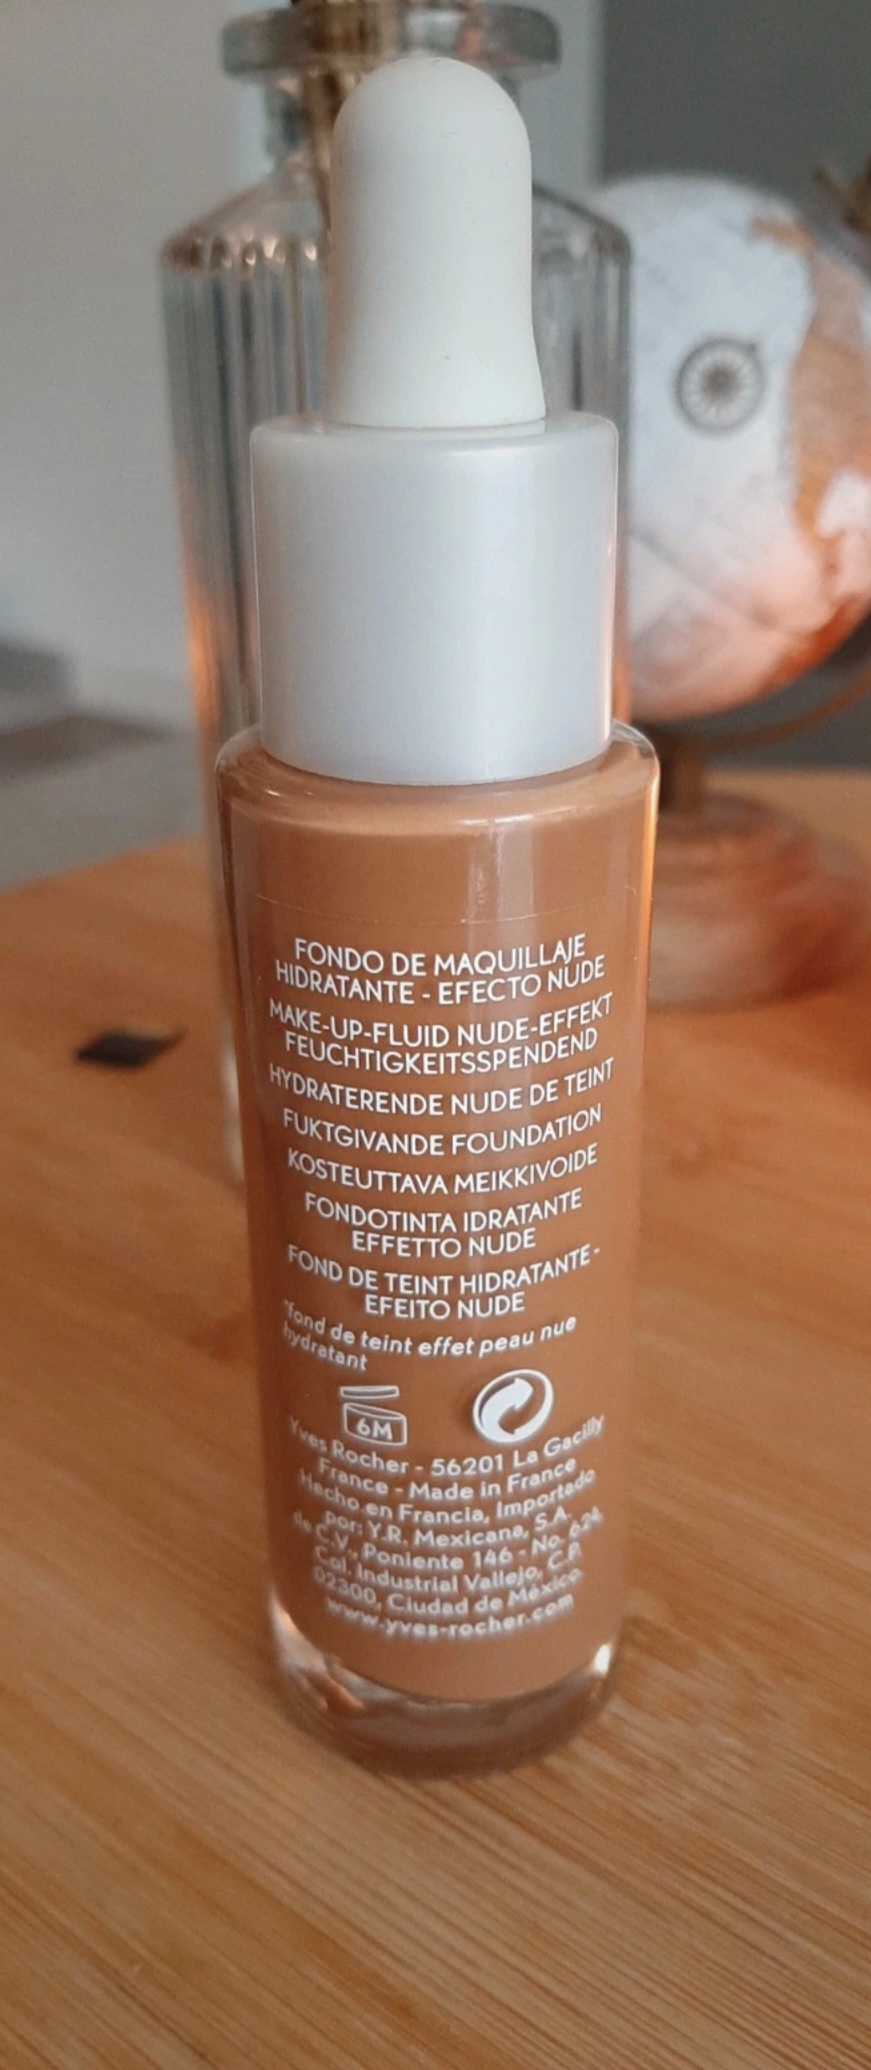 FONDO DE MAQUILLAJE
HIDRATANTE - EFECTO NUDE
MAKE-UP-FLUID NUDE-EFFEKT
FEUCHTIGKEITSSPENDEND
HYDRATERENDE NUDE DE TEINT
FUKTGIVANDE FOUNDATION
KOSTEUTTAVA MEIKKIVOIDE
FONDOTINTA IDRATANTE
EFFETTO NUDE
FOND DE TEINT HIDRATANTE -
EFEITO NUDE
*fond de teint effet peau nue
hydratant
6M
Yves Rocher - 56201 La Gacilly
France - Made in France
Hecho en Francia, Importado
por: Y.R. Mexicana, S.A.
de C.V., Poniente 146 - No. 624,
Col. Industrial Vallejo, C.P.
02300, Ciudad de México.
www.yves-rocher.com